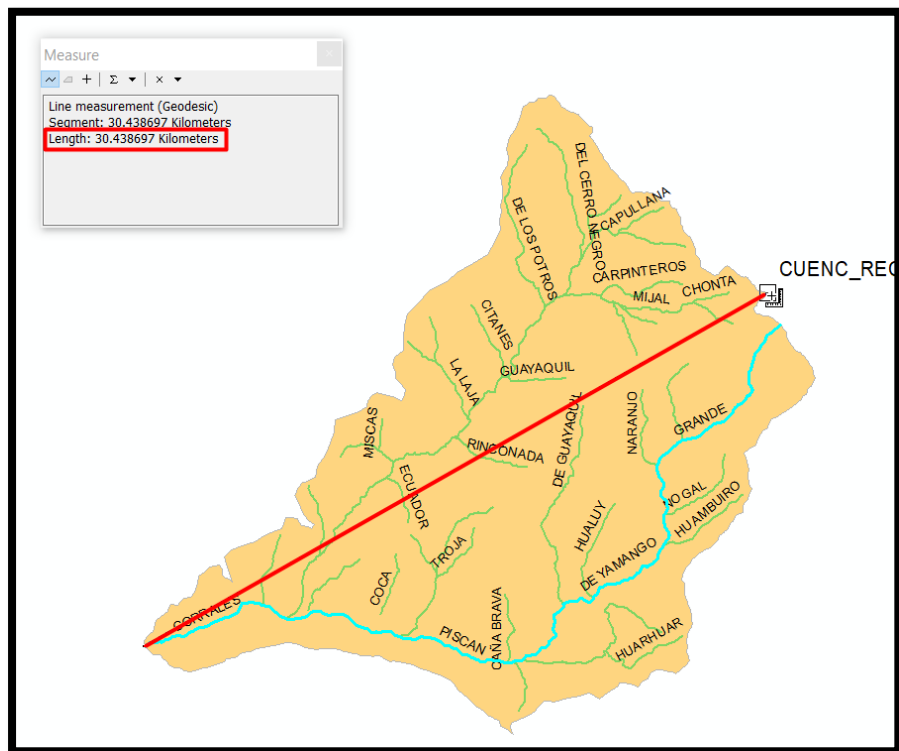 Measure
Line measurement (Geodesic)
Segment: 30.438697 Kilometers
Length: 30.438697 Kilometers
DEL CERRO NEGRO
CAPULLANA
DE LOS POTROS
CARPINTEROS
CUENC_REC
MIJAL
CHONTA
CITANES
LA LAJA
GUAYAQUIL
MISCAS
RINCONADA
DE GUAYAQUIL
NARANJO
GRANDE
ECUADOR
NOGAL
HUAMBUIRO
HUALUY
TROJA
COCA
DE YAMANGO
CORRALES
PISCAN
CAÑA BRAVA
HUARHUAR